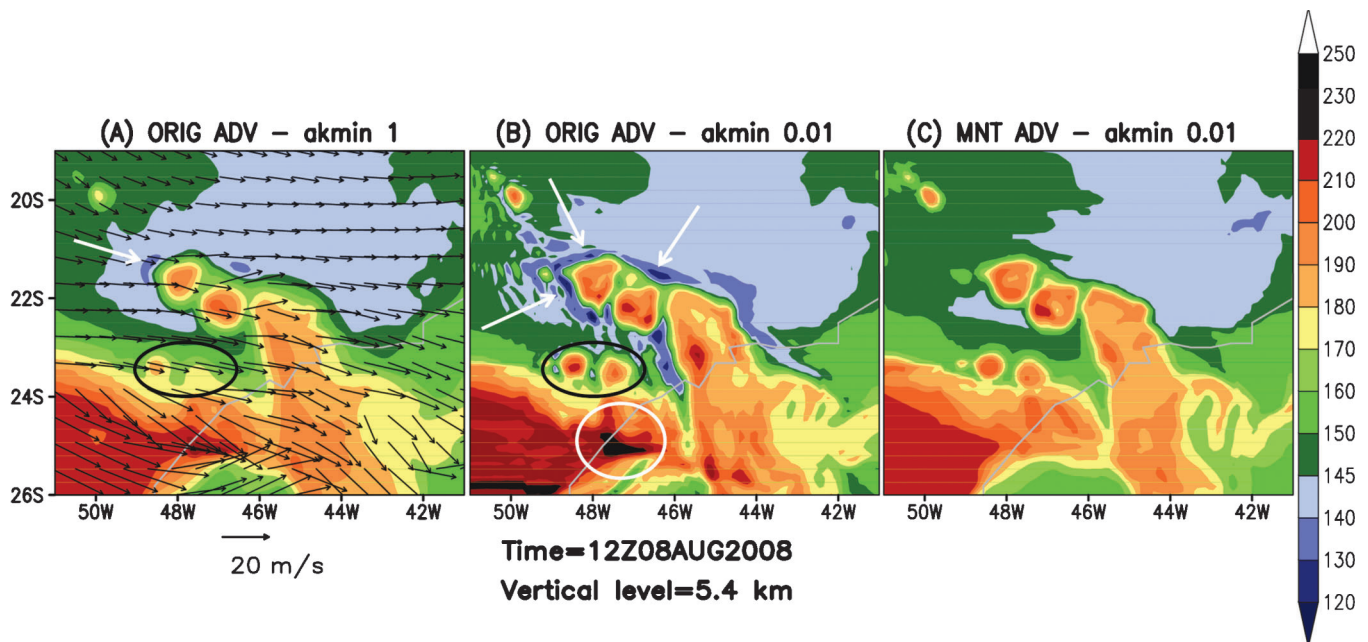 (A) ORIG ADV – akmin 1
(B) ORIG ADV – akmin 0.01
(C) MNT ADV – akmin 0.01
20S
22S
24S
26S
50W 48W 46W 44W 42W
50W 48W 46W 44W 42W
50W 48W 46W 44W 42W
20 m/s
Time=12Z08AUG2008
Vertical level=5.4 km
250
230
220
210
200
190
180
170
160
150
145
140
130
120